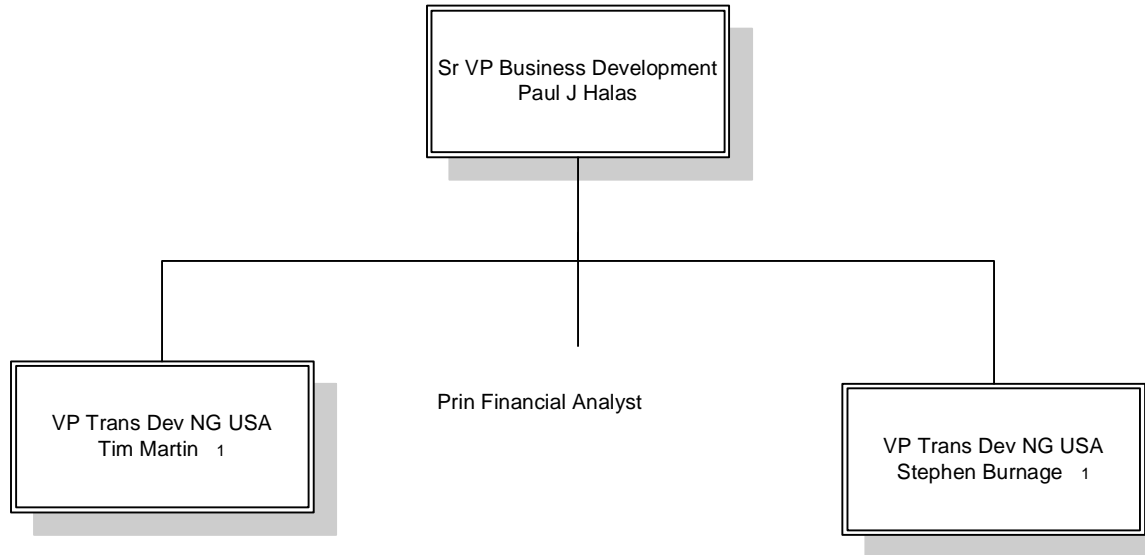 Sr VP Business Development
Paul J Halas
VP Trans Dev NG USA
Tim Martin 1
Prin Financial Analyst
VP Trans Dev NG USA
Stephen Burnage 1